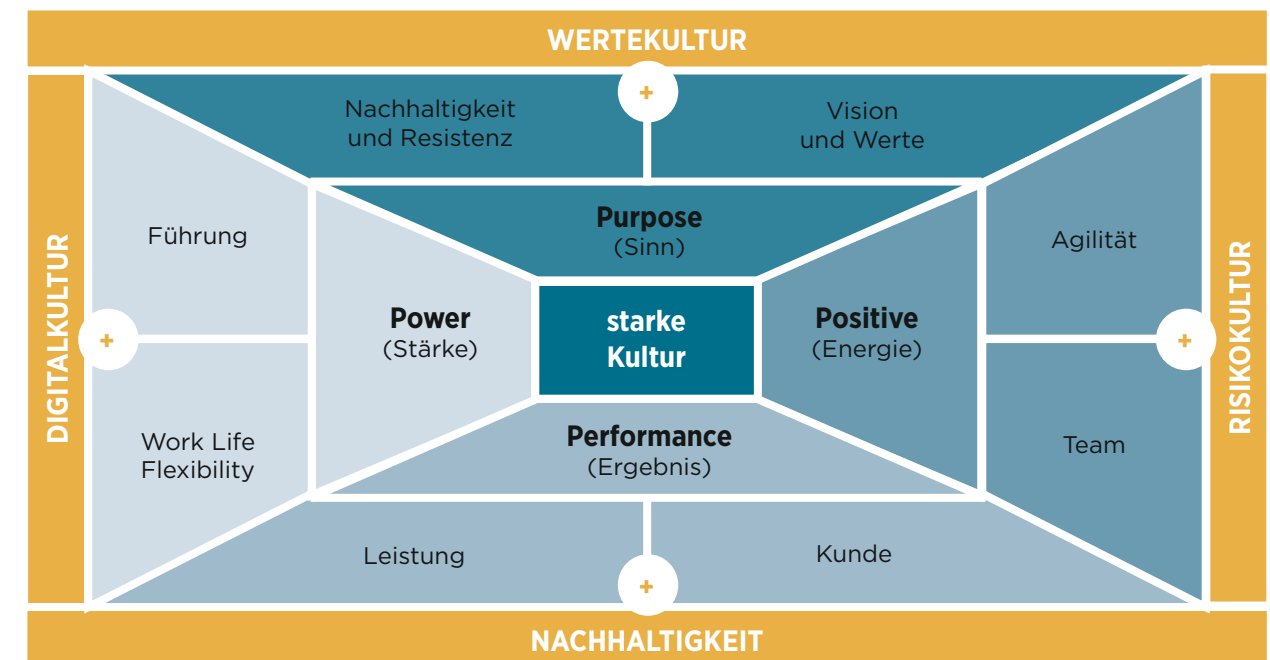 WERTEKULTUR
+
Nachhaltigkeit
und Resistenz
Vision
und Werte
Purpose
(Sinn)
DIGITALKULTUR
Führung
+
Work Life
Flexibility
Power
(Stärke)
starke
Kultur
Positive
(Energie)
Agilität
+
Team
RISIKOKULTUR
Performance
(Ergebnis)
Leistung
Kunde
+
NACHHALTIGKEIT